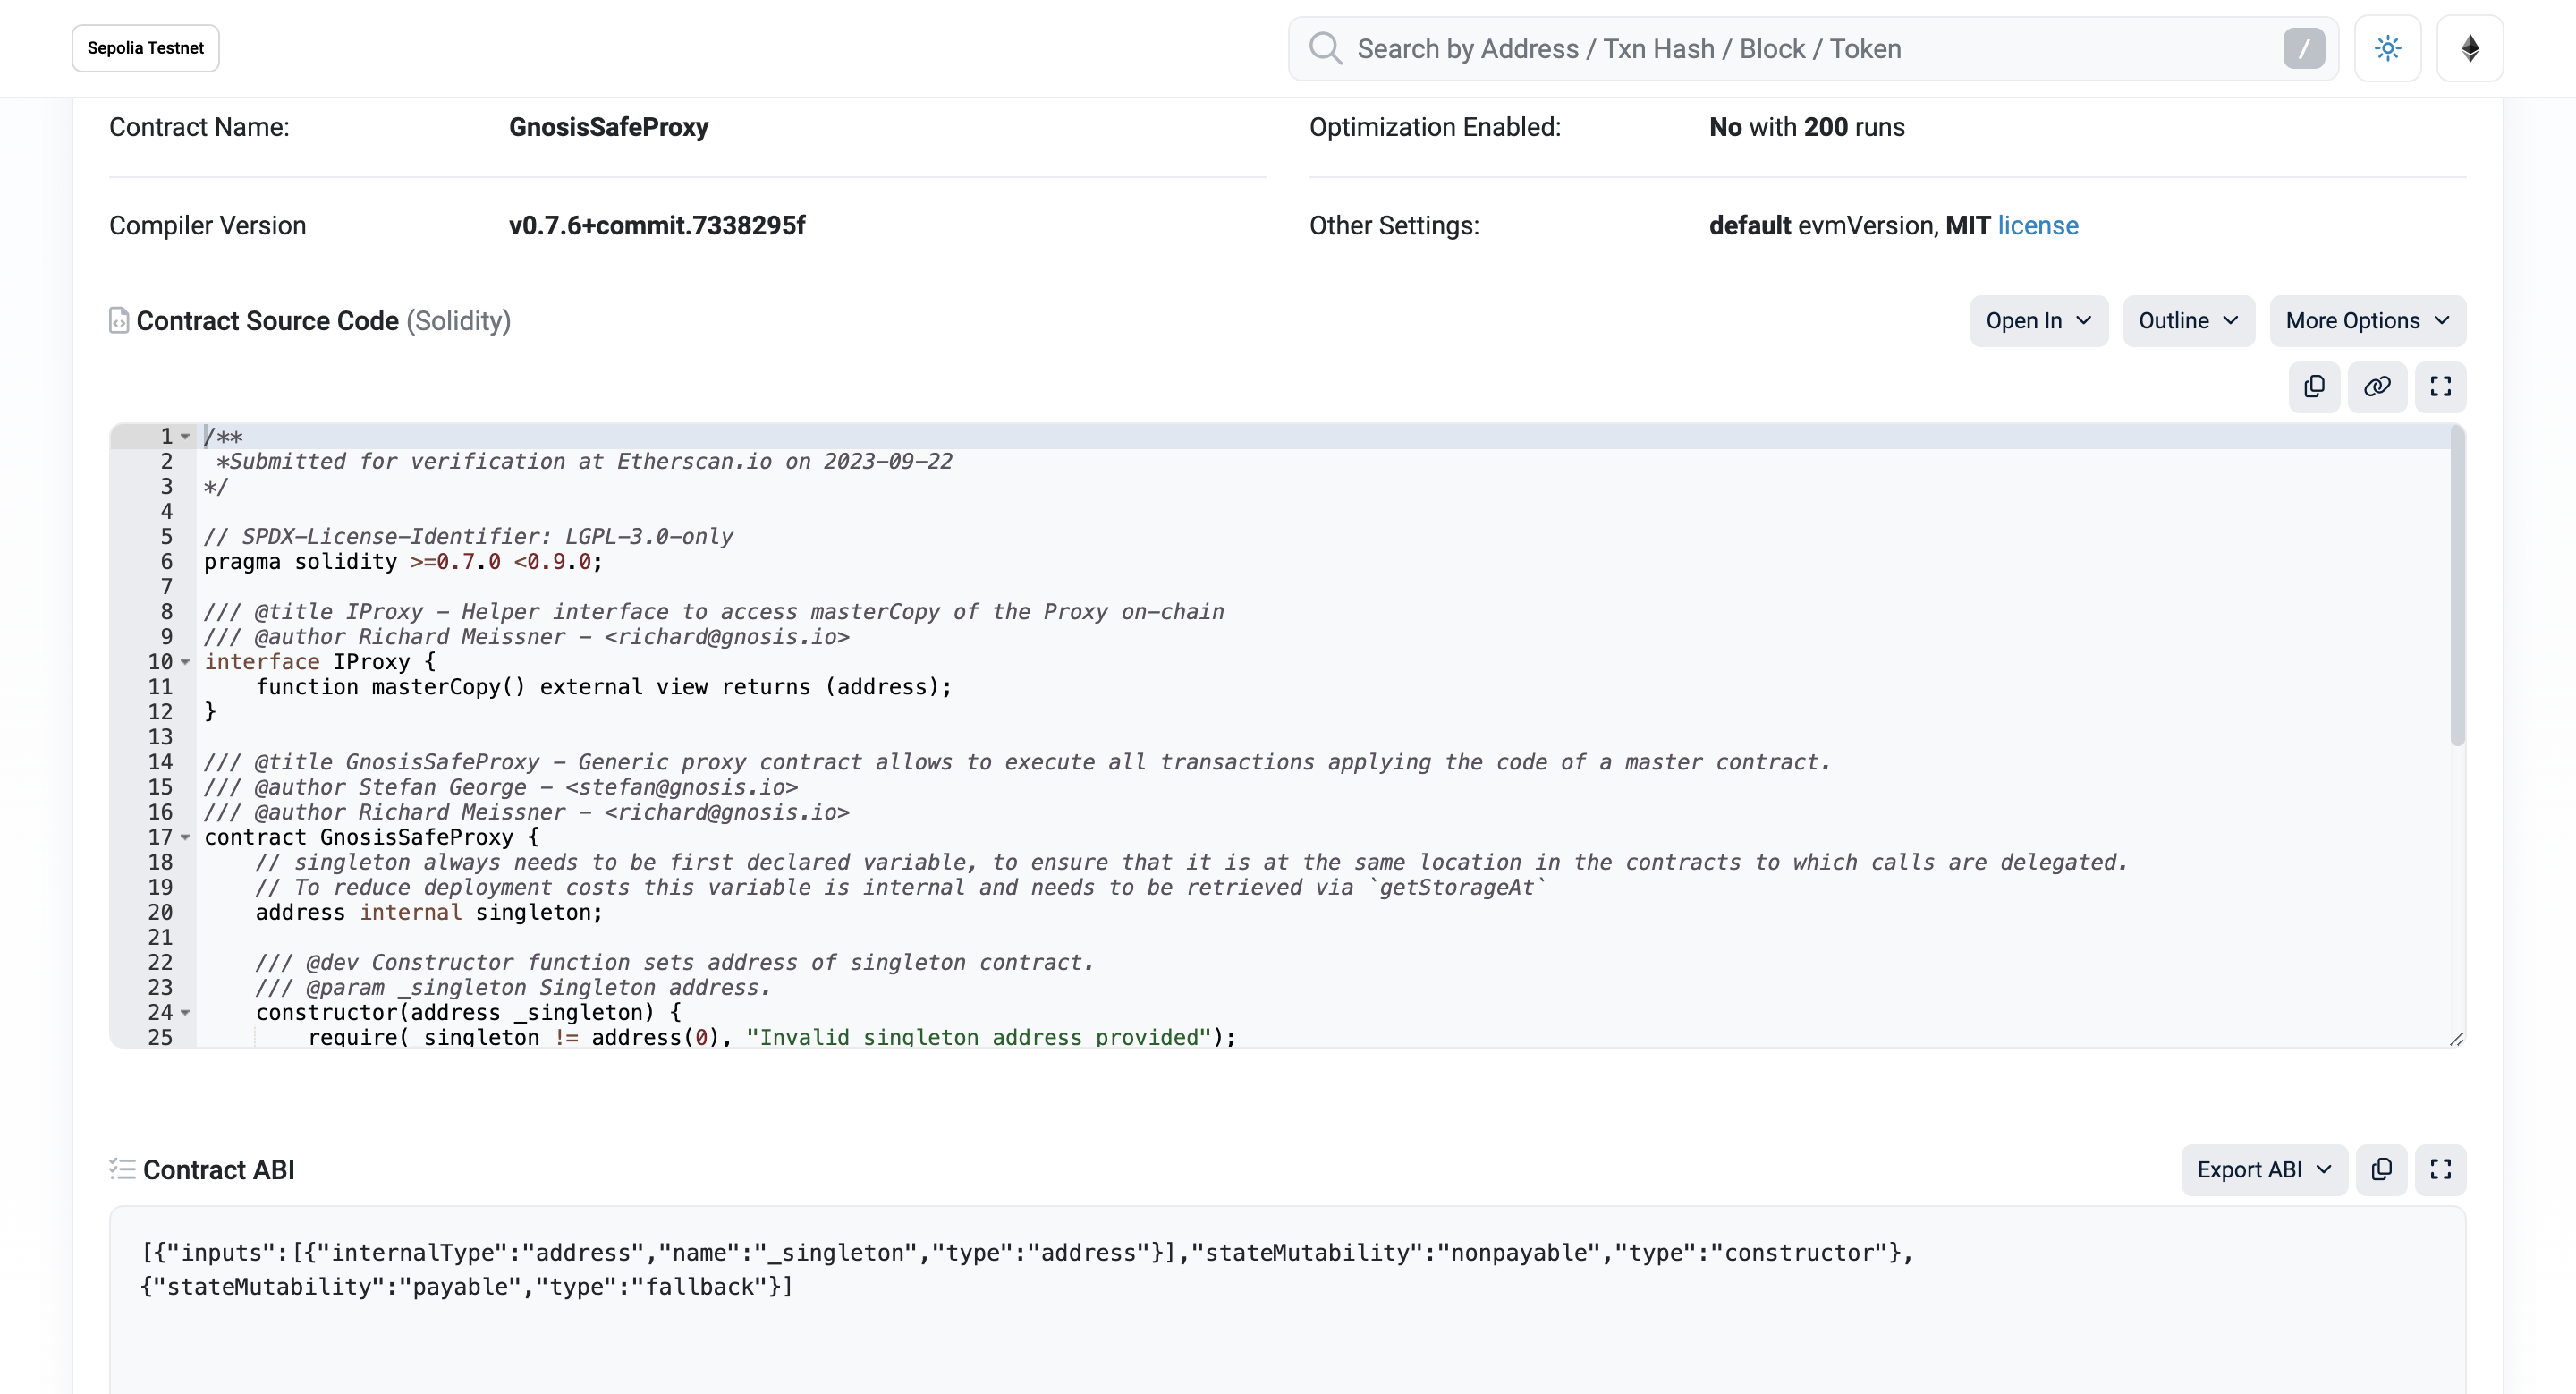 Sepolia Testnet
Search by Address / Txn Hash / Block / Token
/
Contract Name:
GnosisSafeProxy
Optimization Enabled:
No with 200 runs
Compiler Version
v0.7.6+commit.7338295f
Other Settings:
default evmVersion, MIT license
Contract Source Code (Solidity)
Open In
Outline
More Options
1 /**
2  *Submitted for verification at Etherscan.io on 2023-09-22
3 */
4
5 // SPDX-License-Identifier: LGPL-3.0-only
6 pragma solidity >=0.7.0 <0.9.0;
7
8 /// @title IProxy - Helper interface to access masterCopy of the Proxy on-chain
9 /// @author Richard Meissner - <richard@gnosis.io>
10 interface IProxy {
11     function masterCopy() external view returns (address);
12 }
13
14 /// @title GnosisSafeProxy - Generic proxy contract allows to execute all transactions applying the code of a master contract.
15 /// @author Stefan George - <stefan@gnosis.io>
16 /// @author Richard Meissner - <richard@gnosis.io>
17 contract GnosisSafeProxy {
18     // singleton always needs to be first declared variable, to ensure that it is at the same location in the contracts to which calls are delegated.
19     // To reduce deployment costs this variable is internal and needs to be retrieved via `getStorageAt`
20     address internal singleton;
21
22     /// @dev Constructor function sets address of singleton contract.
23     /// @param _singleton Singleton address.
24     constructor(address _singleton) {
25         require(_singleton != address(0), "Invalid singleton address provided");
Contract ABI
Export ABI
[{"inputs":[{"internalType":"address","name":"_singleton","type":"address"}],"stateMutability":"nonpayable","type":"constructor"},
{"stateMutability":"payable","type":"fallback"}]